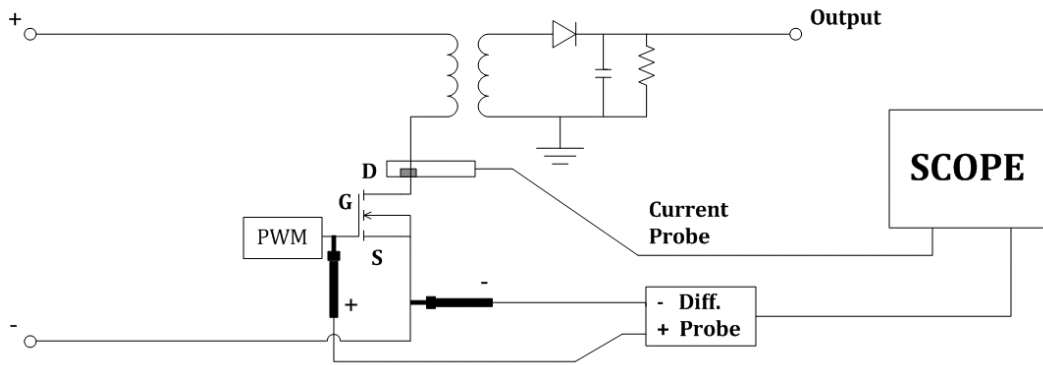 +
Output
D
SCOPE
G
Current
Probe
PWM
S
-
+
- Diff.
+ Probe
-